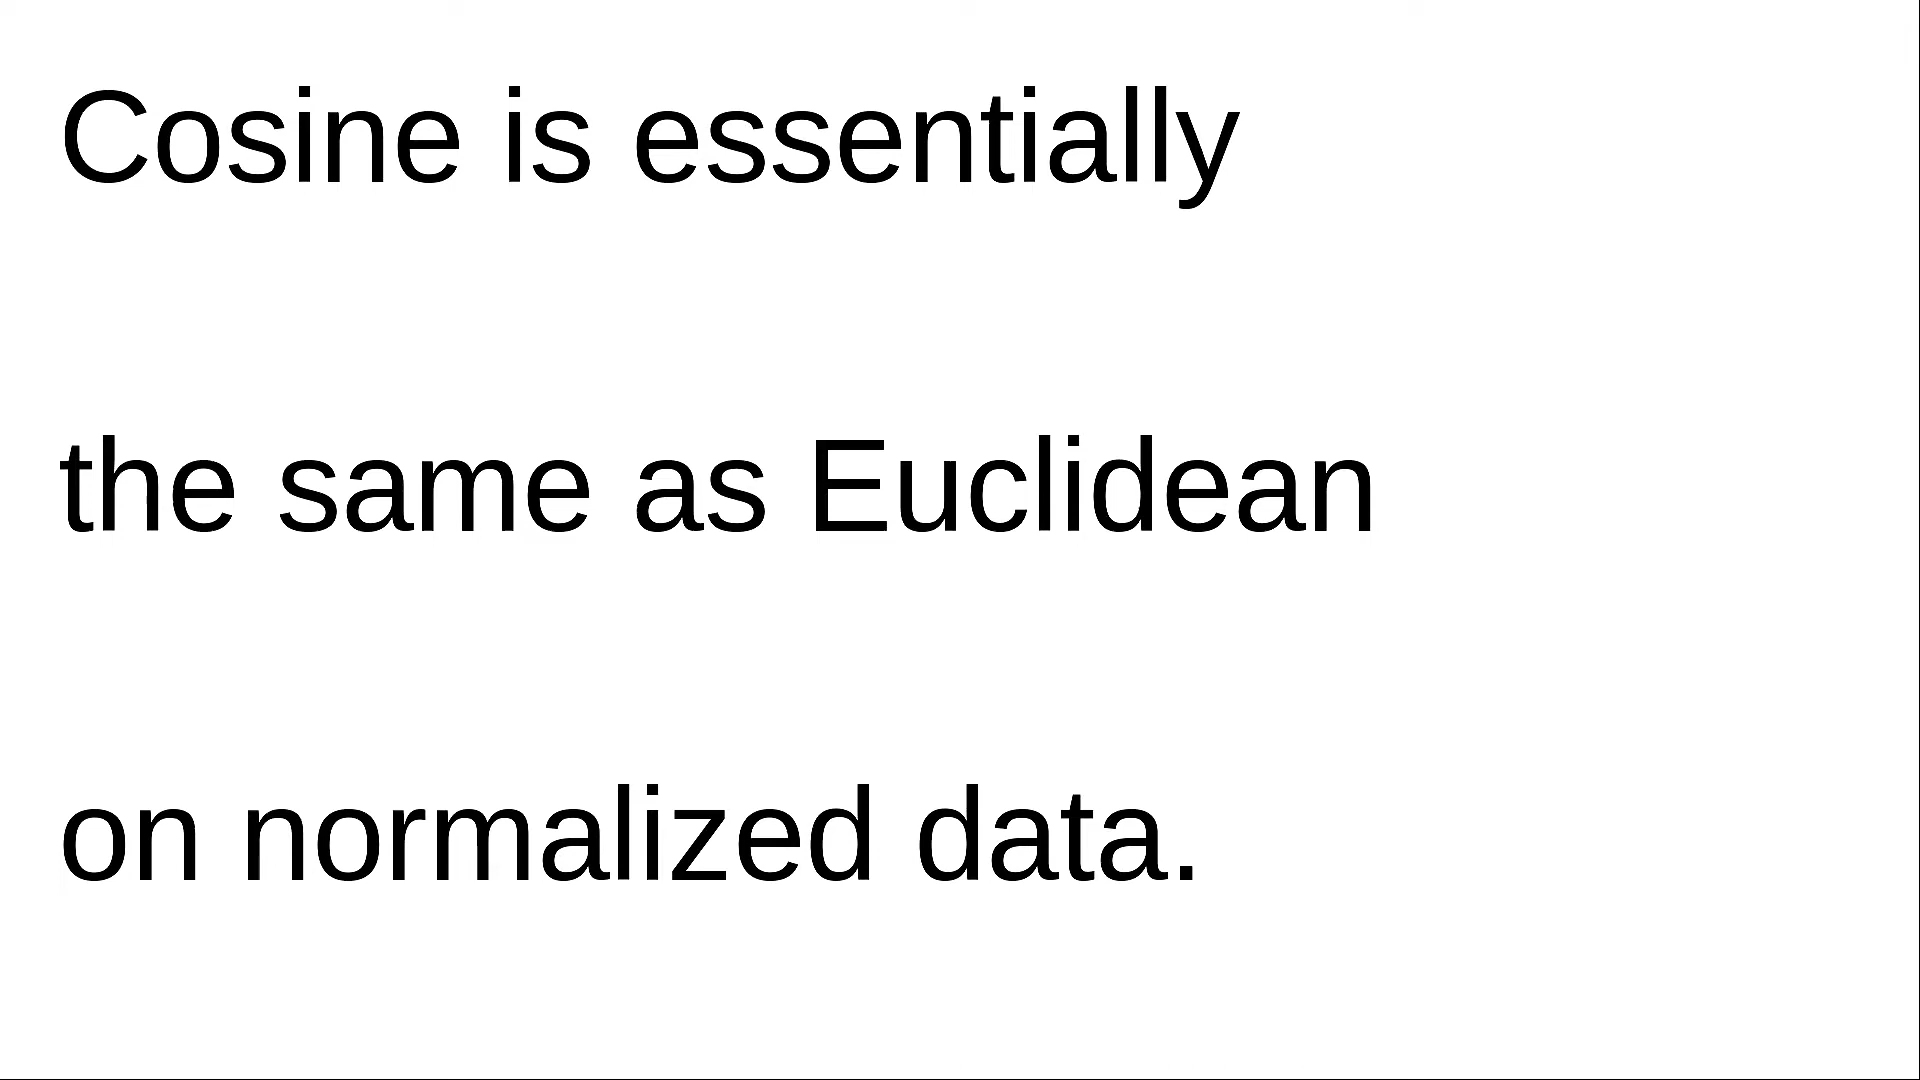 Cosine is essentially
the same as Euclidean
on normalized data.